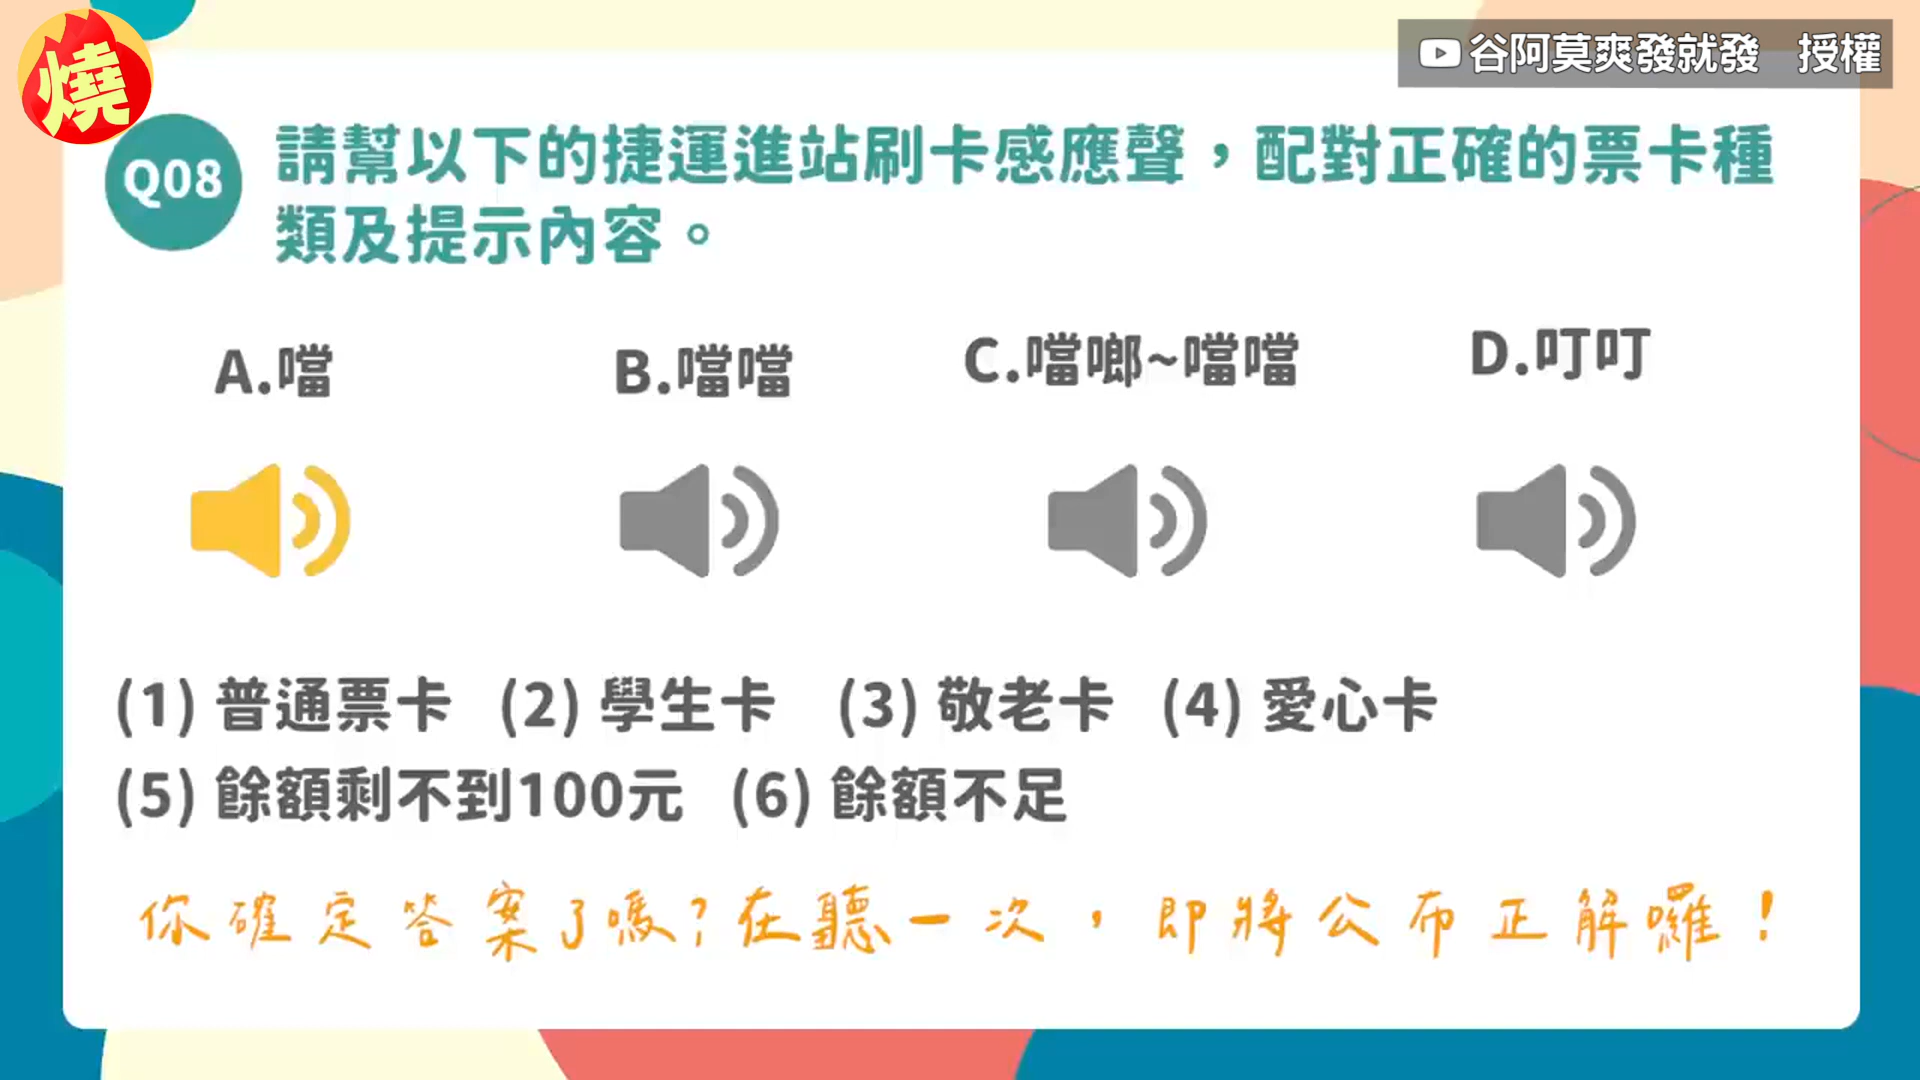 燒
谷阿莫爽發就發 授權
Q08
請幫以下的捷運進站刷卡感應聲，配對正確的票卡種
類及提示內容。
A.噹
B.噹噹
C.噹啷~噹噹
D.叮叮
(1) 普通票卡 (2) 學生卡 (3) 敬老卡 (4) 愛心卡
(5) 餘額剩不到100元 (6) 餘額不足
你確定答案了嗎?在聽一次，即將公布正解囉!